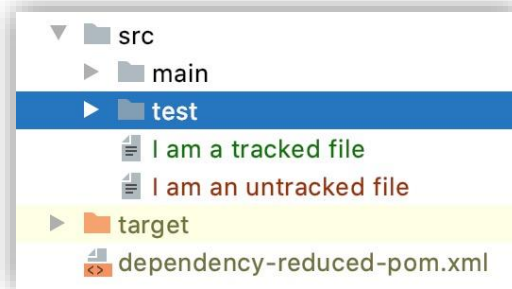 src
main
test
I am a tracked file
I am an untracked file
target
dependency-reduced-pom.xml